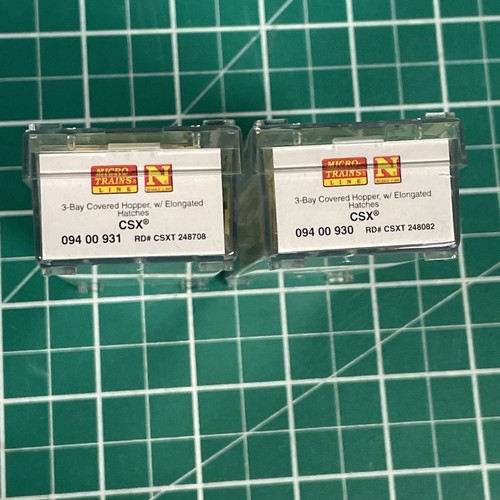 MICRO-
TRAINS®
LINE
N
3-Bay Covered Hopper, w/ Elongated
Hatches
CSX®
094 00 931 RD# CSXT 248708
MICRO-
TRAINS®
LINE
N
3-Bay Covered Hopper, w/ Elongated
Hatches
CSX®
094 00 930 RD# CSXT 248082